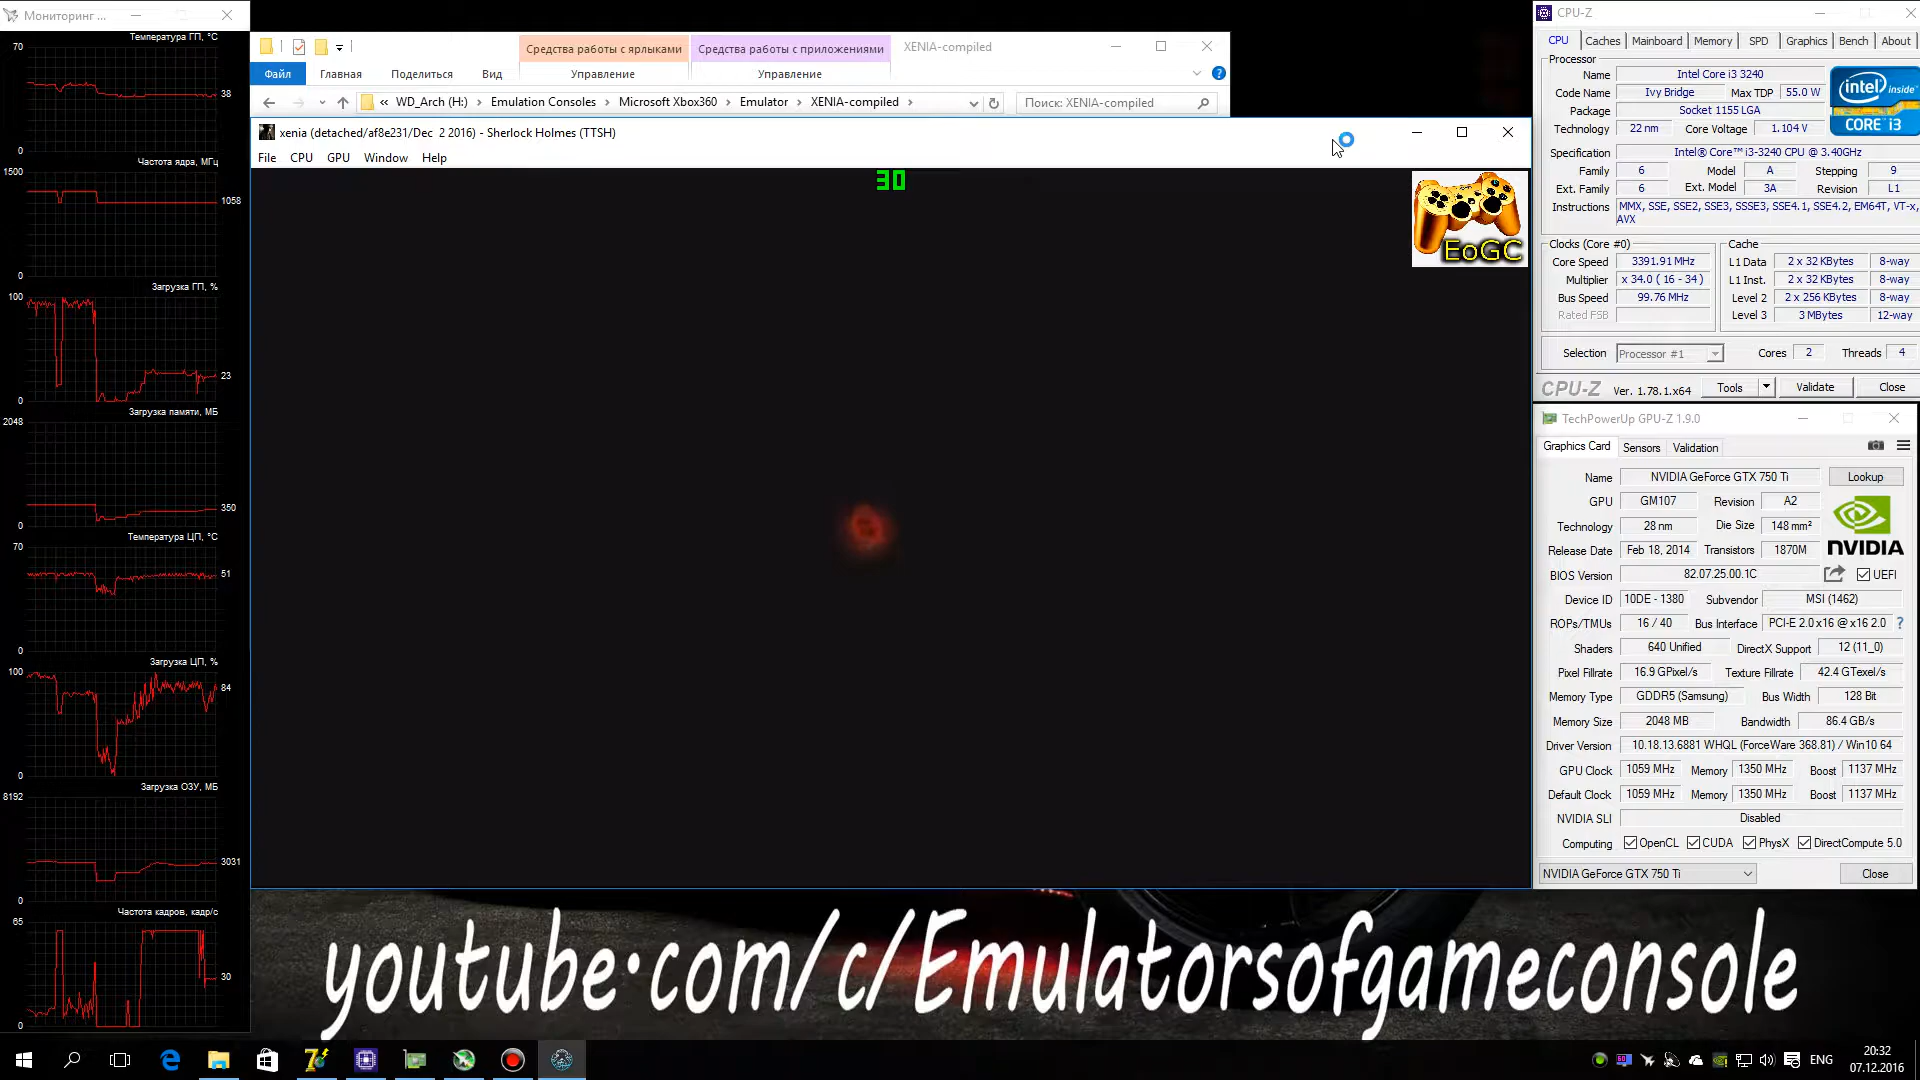 Мониторинг ...
Температура ГП, °C
70
38
0
Частота ядра, МГц
1500
1058
0
Загрузка ГП, %
100
23
0
Загрузка памяти, МБ
2048
350
0
Температура ЦП, °C
70
51
0
Загрузка ЦП, %
100
84
0
Загрузка ОЗУ, МБ
8192
3031
0
Частота кадров, кадр/с
65
30
0
Средства работы с ярлыками Средства работы с приложениями XENIA-compiled
Файл Главная Поделиться Вид Управление Управление
« WD_Arch (H:) Emulation Consoles Microsoft Xbox360 Emulator XENIA-compiled Поиск: XENIA-compiled
xenia (detached/af8e231/Dec 2 2016) - Sherlock Holmes (TTSH)
File CPU GPU Window Help
30
EoGC
youtube.com/c/Emulatorsofgameconsole
CPU-Z
CPU Caches Mainboard Memory SPD Graphics Bench About
Processor
Name Intel Core i3 3240
Code Name Ivy Bridge Max TDP 55.0 W
Package Socket 1155 LGA
Technology 22 nm Core Voltage 1.104 V
intel inside™
CORE i3
Specification Intel® Core™ i3-3240 CPU @ 3.40GHz
Family 6 Model A Stepping 9
Ext. Family 6 Ext. Model 3A Revision L1
Instructions MMX, SSE, SSE2, SSE3, SSSE3, SSE4.1, SSE4.2, EM64T, VT-x,
AVX
Clocks (Core #0) Cache
Core Speed 3391.91 MHz L1 Data 2 x 32 KBytes 8-way
Multiplier x 34.0 ( 16 - 34 ) L1 Inst. 2 x 32 KBytes 8-way
Bus Speed 99.76 MHz Level 2 2 x 256 KBytes 8-way
Rated FSB Level 3 3 MBytes 12-way
Selection Processor #1 Cores 2 Threads 4
CPU-Z Ver. 1.78.1.x64 Tools Validate Close
TechPowerUp GPU-Z 1.9.0
Graphics Card Sensors Validation
Name NVIDIA GeForce GTX 750 Ti Lookup
GPU GM107 Revision A2
Technology 28 nm Die Size 148 mm²
Release Date Feb 18, 2014 Transistors 1870M
NVIDIA
BIOS Version 82.07.25.00.1C UEFI
Device ID 10DE - 1380 Subvendor MSI (1462)
ROPs/TMUs 16 / 40 Bus Interface PCI-E 2.0 x16 @ x16 2.0 ?
Shaders 640 Unified DirectX Support 12 (11_0)
Pixel Fillrate 16.9 GPixel/s Texture Fillrate 42.4 GTexel/s
Memory Type GDDR5 (Samsung) Bus Width 128 Bit
Memory Size 2048 MB Bandwidth 86.4 GB/s
Driver Version 10.18.13.6881 WHQL (ForceWare 368.81) / Win10 64
GPU Clock 1059 MHz Memory 1350 MHz Boost 1137 MHz
Default Clock 1059 MHz Memory 1350 MHz Boost 1137 MHz
NVIDIA SLI Disabled
Computing OpenCL CUDA PhysX DirectCompute 5.0
NVIDIA GeForce GTX 750 Ti Close
ENG
20:32
07.12.2016